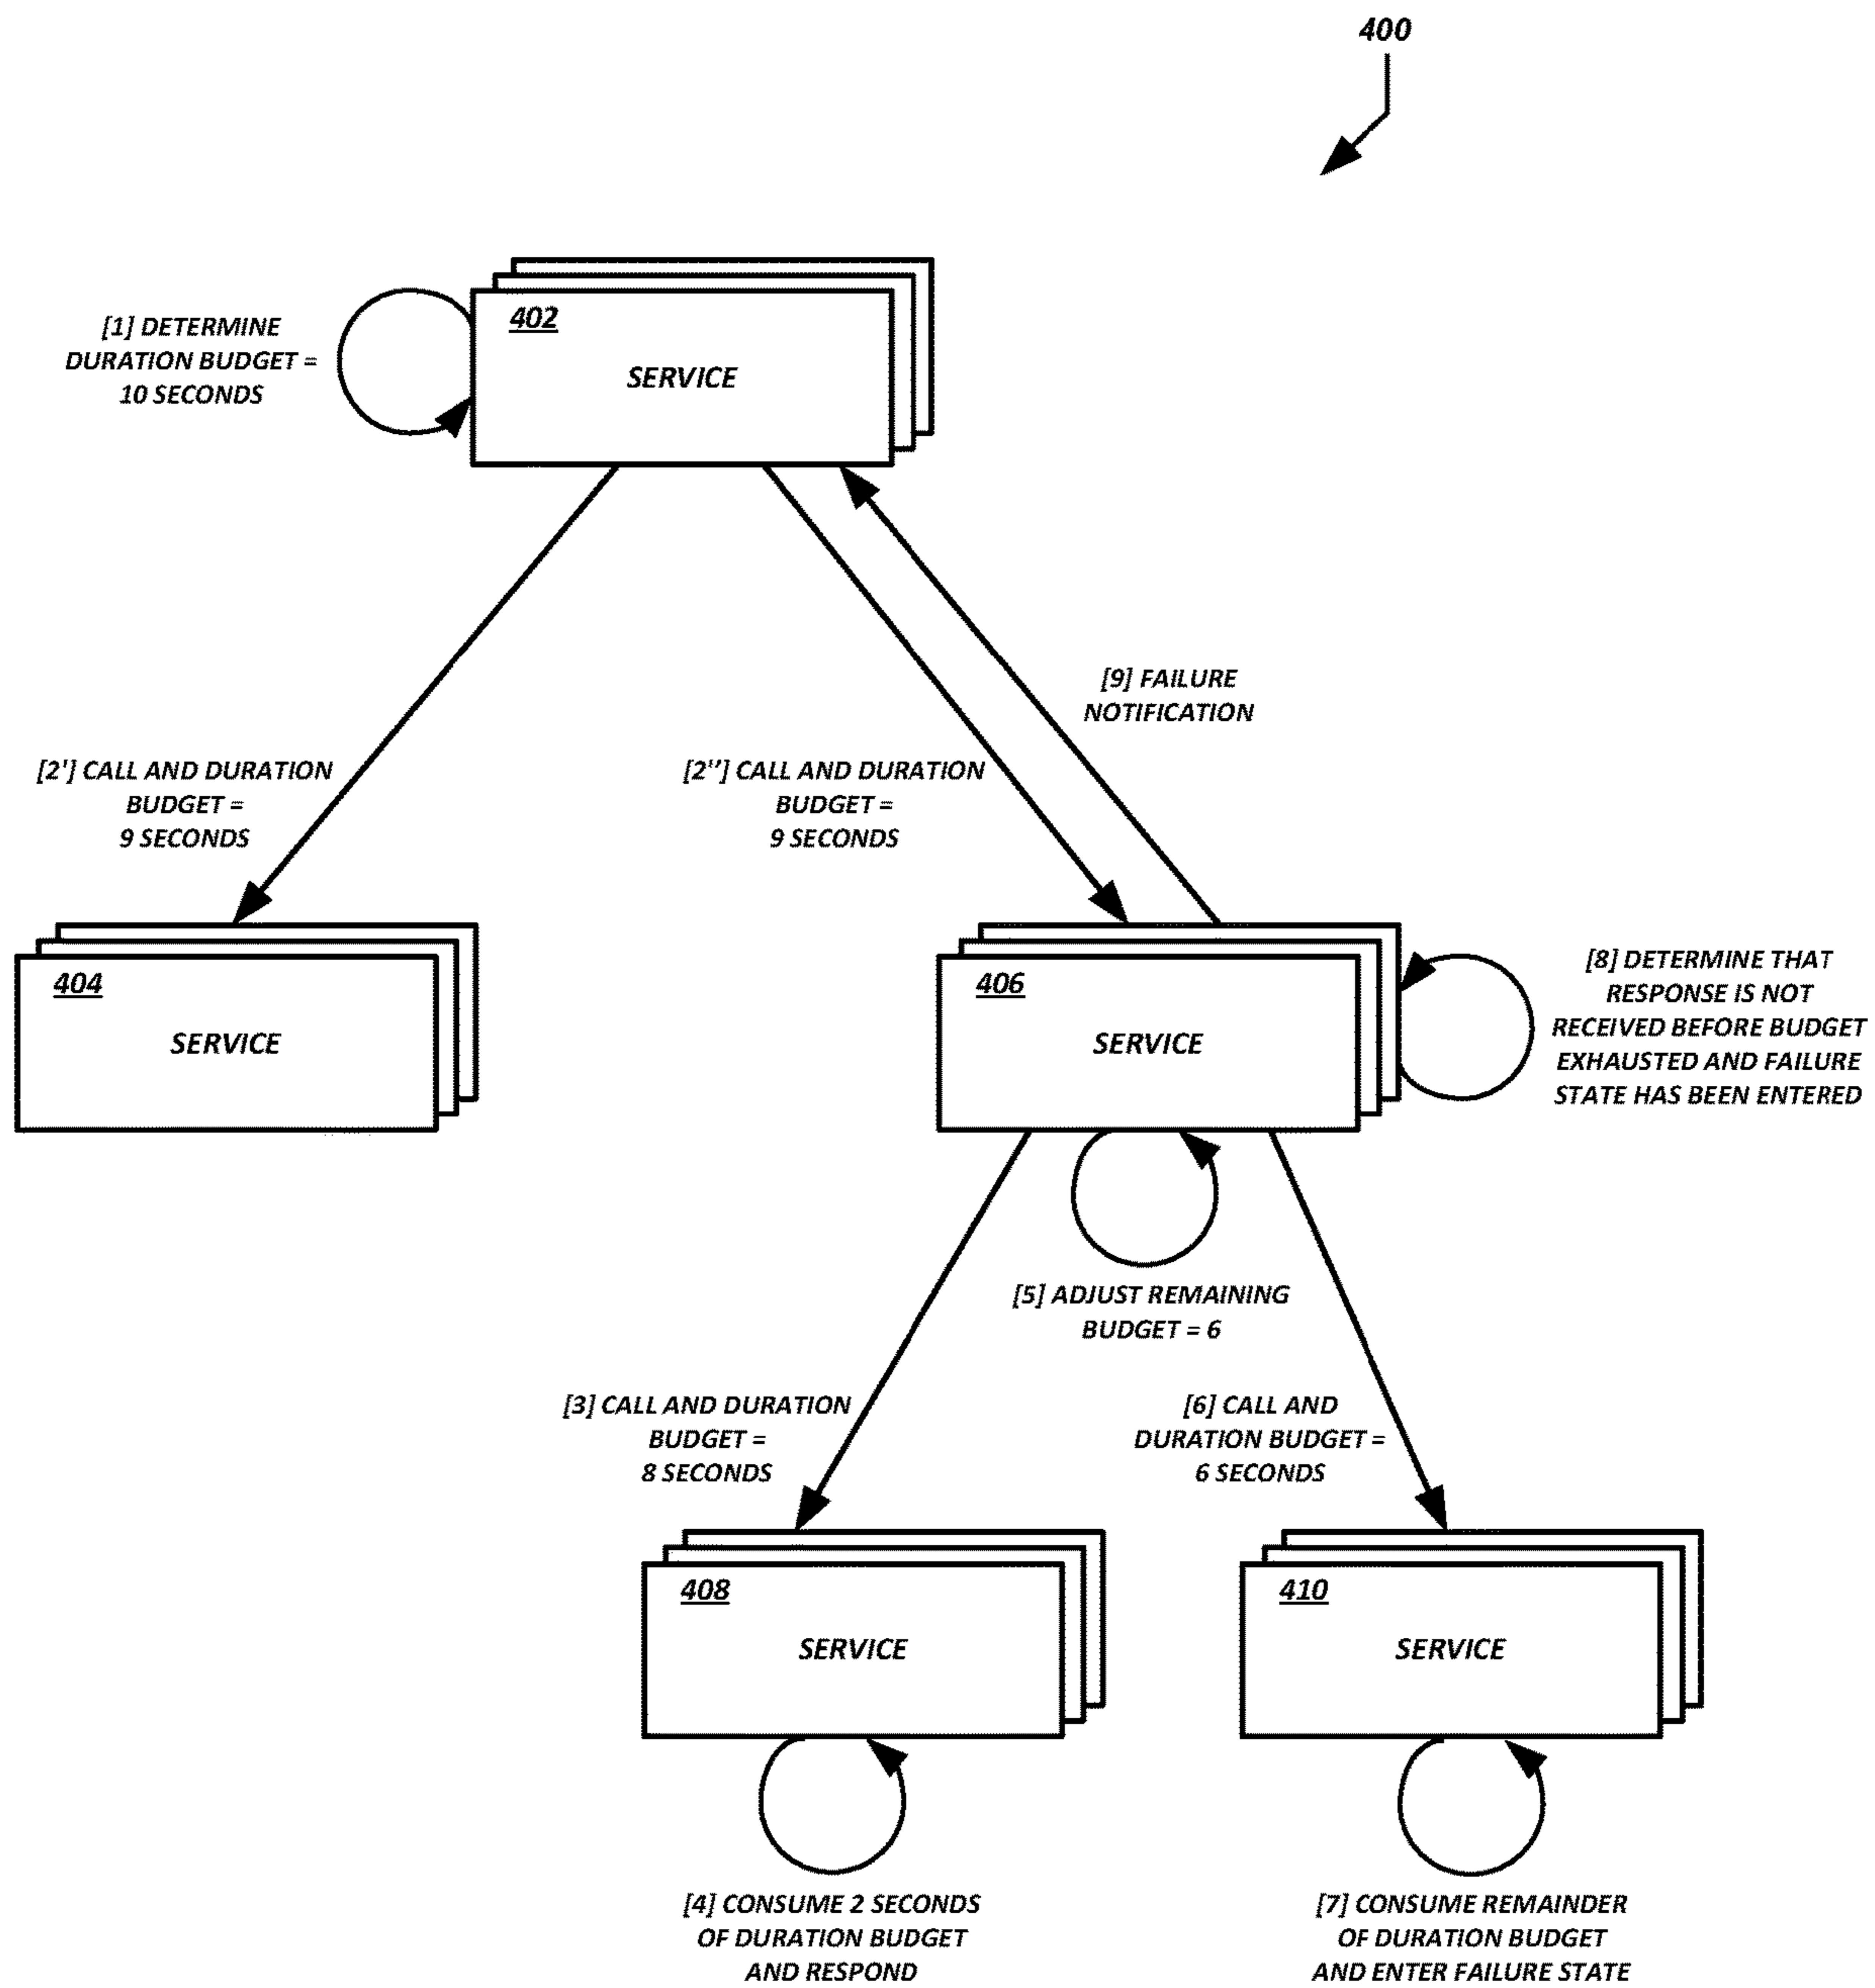 400
402
SERVICE
[1] DETERMINE
DURATION BUDGET =
10 SECONDS
[9] FAILURE
NOTIFICATION
[2'] CALL AND DURATION
BUDGET =
9 SECONDS
[2''] CALL AND DURATION
BUDGET =
9 SECONDS
404
SERVICE
406
SERVICE
[8] DETERMINE THAT
RESPONSE IS NOT
RECEIVED BEFORE BUDGET
EXHAUSTED AND FAILURE
STATE HAS BEEN ENTERED
[5] ADJUST REMAINING
BUDGET = 6
[3] CALL AND DURATION
BUDGET =
8 SECONDS
[6] CALL AND
DURATION BUDGET =
6 SECONDS
408
SERVICE
410
SERVICE
[4] CONSUME 2 SECONDS
OF DURATION BUDGET
AND RESPOND
[7] CONSUME REMAINDER
OF DURATION BUDGET
AND ENTER FAILURE STATE